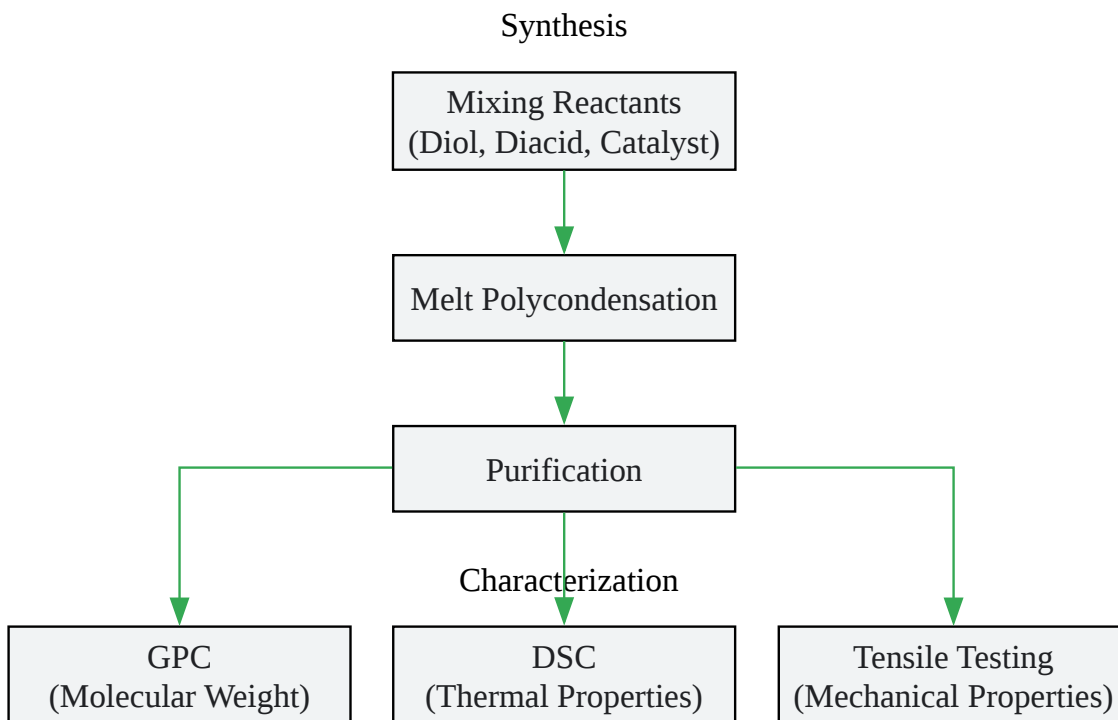 Synthesis
Mixing Reactants
(Diol, Diacid, Catalyst)
Melt Polycondensation
Purification
Characterization
GPC
(Molecular Weight)
DSC
(Thermal Properties)
Tensile Testing
(Mechanical Properties)